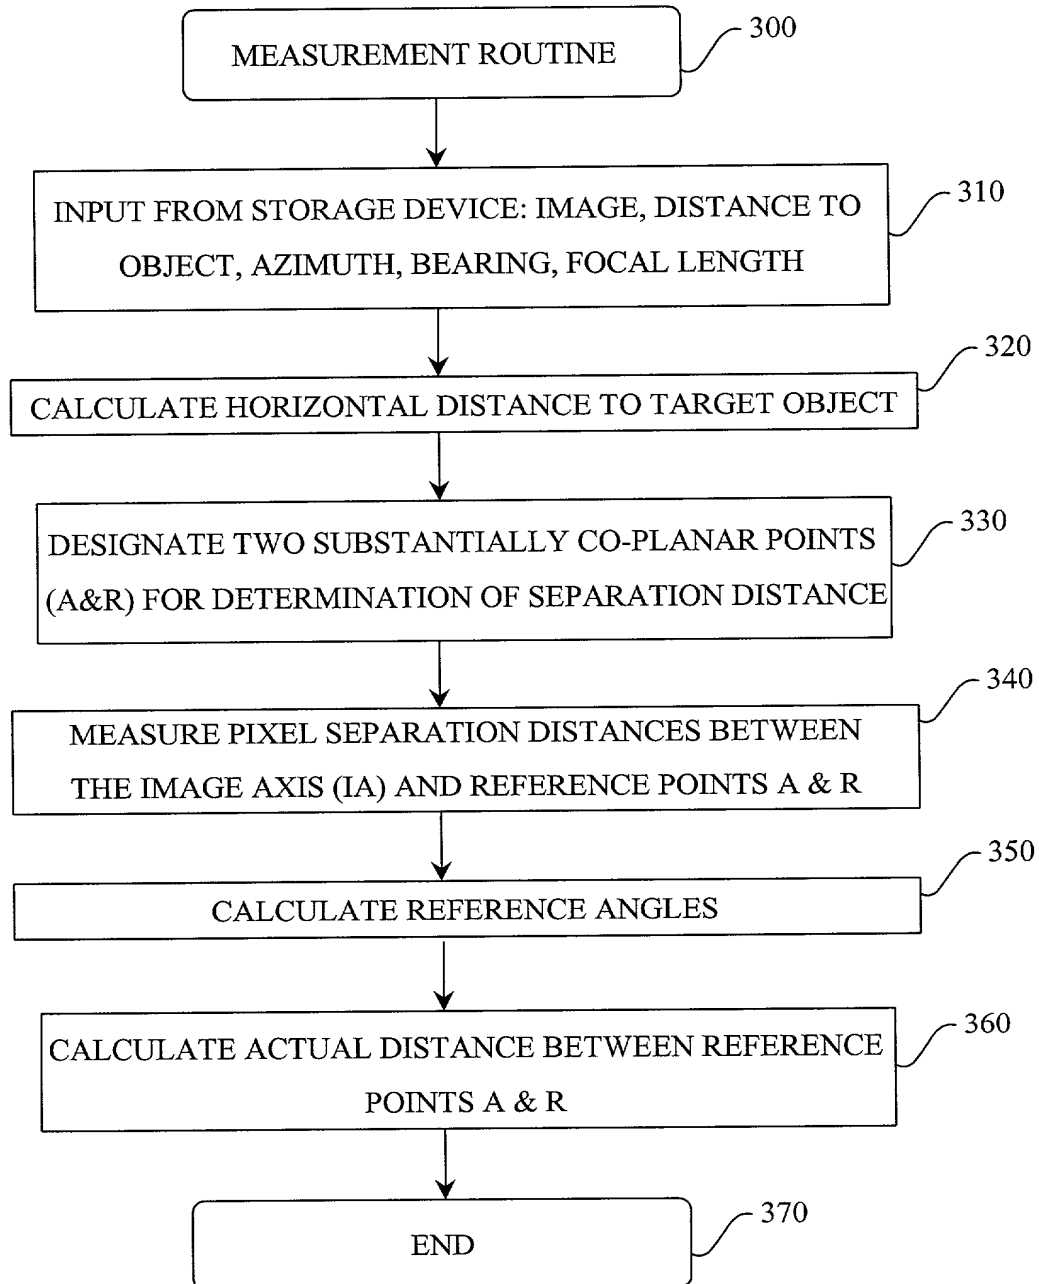 MEASUREMENT ROUTINE
300
INPUT FROM STORAGE DEVICE: IMAGE, DISTANCE TO
OBJECT, AZIMUTH, BEARING, FOCAL LENGTH
310
CALCULATE HORIZONTAL DISTANCE TO TARGET OBJECT
320
DESIGNATE TWO SUBSTANTIALLY CO-PLANAR POINTS
(A&R) FOR DETERMINATION OF SEPARATION DISTANCE
330
MEASURE PIXEL SEPARATION DISTANCES BETWEEN
THE IMAGE AXIS (IA) AND REFERENCE POINTS A & R
340
CALCULATE REFERENCE ANGLES
350
CALCULATE ACTUAL DISTANCE BETWEEN REFERENCE
POINTS A & R
360
END
370